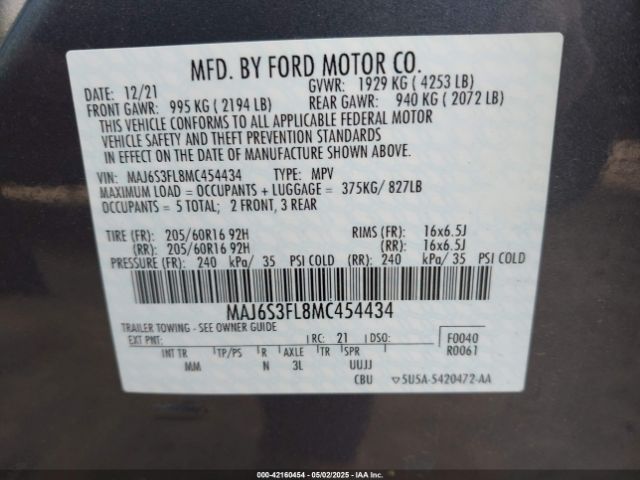 MFD. BY FORD MOTOR CO.
DATE: 12/21 GVWR: 1929 KG ( 4253 LB)
FRONT GAWR: 995 KG ( 2194 LB) REAR GAWR: 940 KG ( 2072 LB)
THIS VEHICLE CONFORMS TO ALL APPLICABLE FEDERAL MOTOR
VEHICLE SAFETY AND THEFT PREVENTION STANDARDS
IN EFFECT ON THE DATE OF MANUFACTURE SHOWN ABOVE.
VIN: MAJ6S3FL8MC454434 TYPE: MPV
MAXIMUM LOAD = OCCUPANTS + LUGGAGE = 375KG/ 827LB
OCCUPANTS = 5 TOTAL; 2 FRONT, 3 REAR
TIRE (FR): 205/60R16 92H RIMS (FR): 16x6.5J
(RR): 205/60R16 92H (RR): 16x6.5J
PRESSURE (FR): 240 kPa/ 35 PSI COLD (RR): 240 kPa/ 35 PSI COLD
MAJ6S3FL8MC454434
TRAILER TOWING - SEE OWNER GUIDE
EXT PNT: RC: 21 DSO: F0040
INT TR TP/PS R AXLE TR SPR R0061
MM N 3L UUJJ
CBU 5U5A-5420472-AA
000-42160454 - 05/02/2025 - IAA Inc.